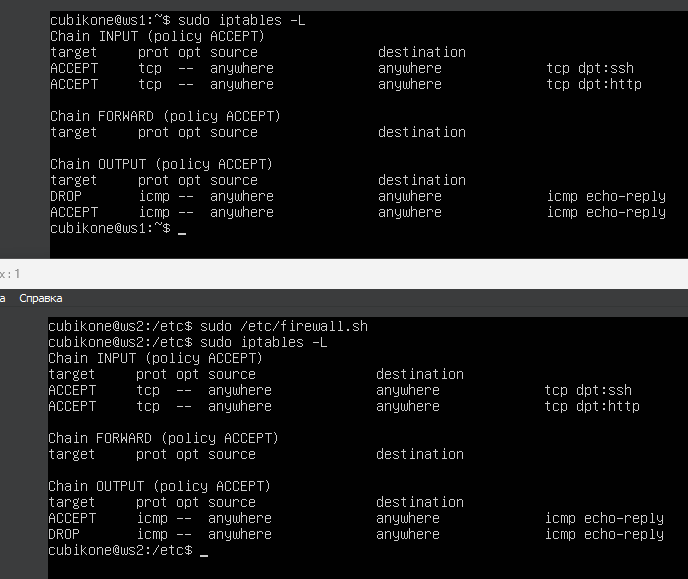 cubikone@ws1:~$ sudo iptables -L
Chain INPUT (policy ACCEPT)
target     prot opt source               destination
ACCEPT     tcp  --  anywhere             anywhere             tcp dpt:ssh
ACCEPT     tcp  --  anywhere             anywhere             tcp dpt:http

Chain FORWARD (policy ACCEPT)
target     prot opt source               destination

Chain OUTPUT (policy ACCEPT)
target     prot opt source               destination
DROP       icmp --  anywhere             anywhere             icmp echo-reply
ACCEPT     icmp --  anywhere             anywhere             icmp echo-reply
cubikone@ws1:~$ _
x : 1
а Справка
cubikone@ws2:/etc$ sudo /etc/firewall.sh
cubikone@ws2:/etc$ sudo iptables -L
Chain INPUT (policy ACCEPT)
target     prot opt source               destination
ACCEPT     tcp  --  anywhere             anywhere             tcp dpt:ssh
ACCEPT     tcp  --  anywhere             anywhere             tcp dpt:http

Chain FORWARD (policy ACCEPT)
target     prot opt source               destination

Chain OUTPUT (policy ACCEPT)
target     prot opt source               destination
ACCEPT     icmp --  anywhere             anywhere             icmp echo-reply
DROP       icmp --  anywhere             anywhere             icmp echo-reply
cubikone@ws2:/etc$ _